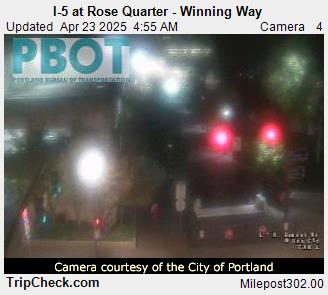 I-5 at Rose Quarter - Winning Way
Updated Apr 23 2025 4:55 AM Camera 4
PBOT
PORTLAND BUREAU OF TRANSPORTATION
Camera courtesy of the City of Portland
TripCheck.com Milepost302.00